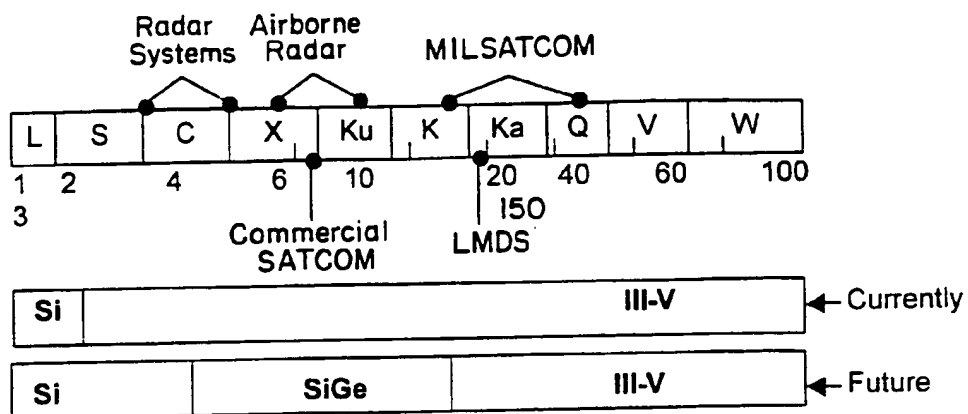 Radar Systems
Airborne Radar
MILSATCOM
L S C X Ku K Ka Q V W
1 2 4 6 10 20 40 60 100
3 150
Commercial SATCOM
LMDS
Si III-V Currently
Si SiGe III-V Future